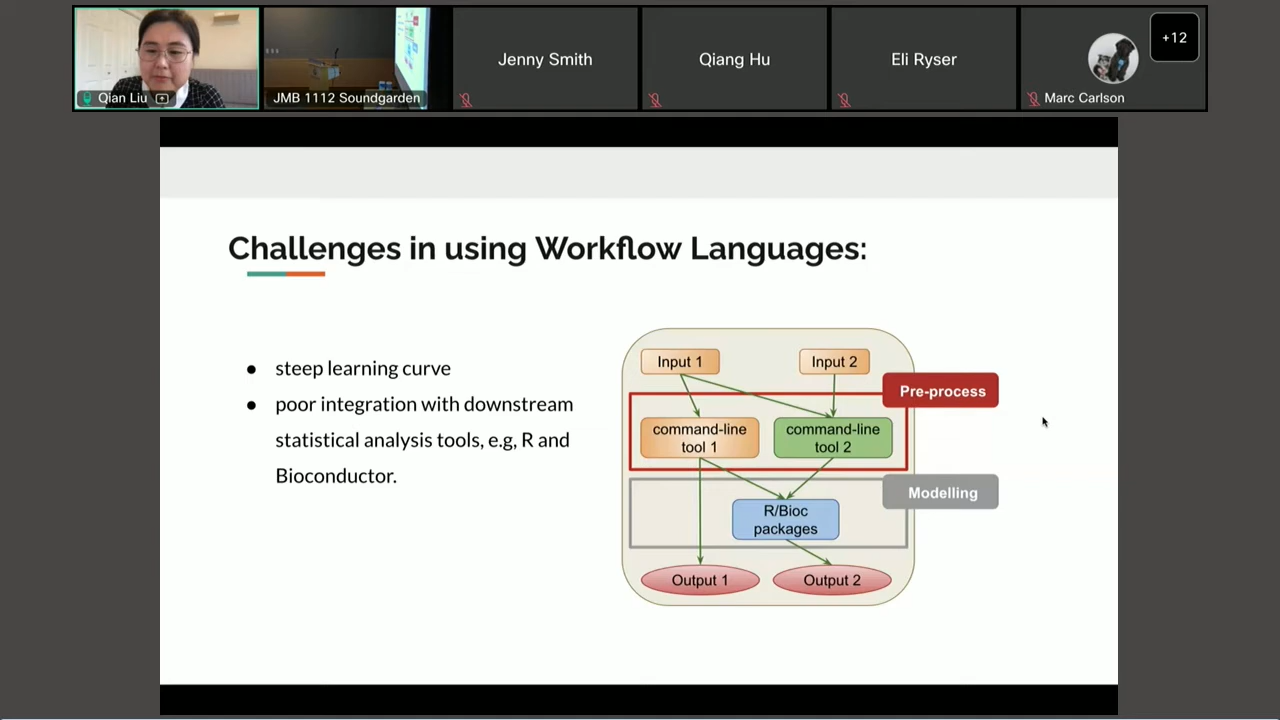 Qian Liu
JMB 1112 Soundgarden
Jenny Smith
Qiang Hu
Eli Ryser
Marc Carlson
+12
Challenges in using Workflow Languages:
● steep learning curve
● poor integration with downstream
statistical analysis tools, e.g, R and
Bioconductor.
Input 1
Input 2
Pre-process
command-line
tool 1
command-line
tool 2
Modelling
R/Bioc
packages
Output 1
Output 2